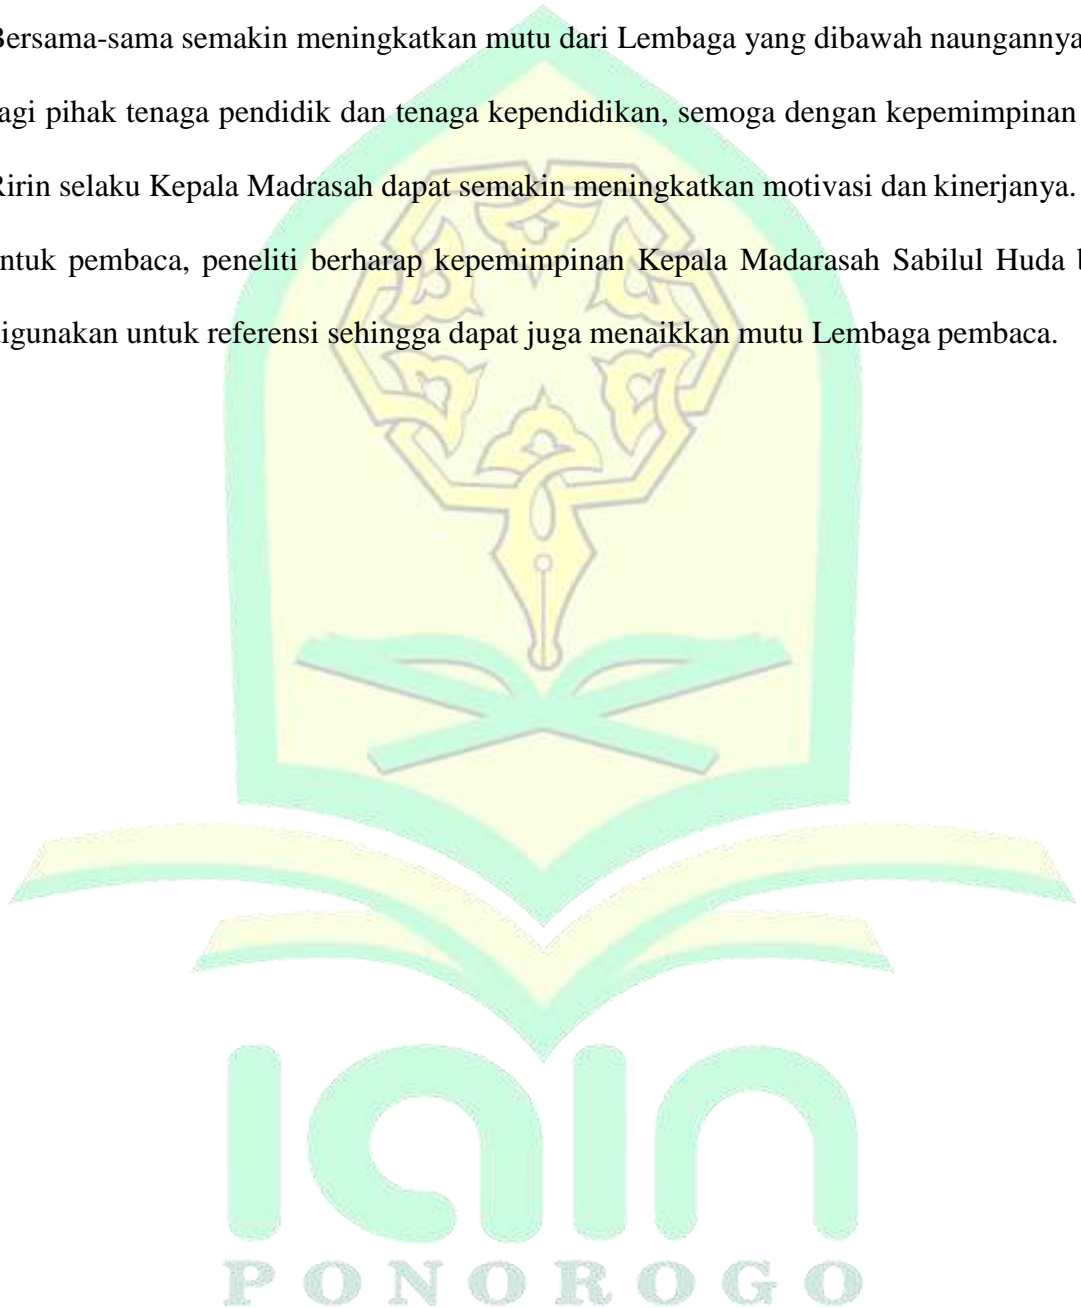 Bersama-sama semakin meningkatkan mutu dari Lembaga yang dibawah naungannya
agi pihak tenaga pendidik dan tenaga kependidikan, semoga dengan kepemimpinan
Ririn selaku Kepala Madrasah dapat semakin meningkatkan motivasi dan kinerjanya.
ntuk pembaca, peneliti berharap kepemimpinan Kepala Madarasah Sabilul Huda
igunakan untuk referensi sehingga dapat juga menaikkan mutu Lembaga pembaca.
iain
PONOROGO